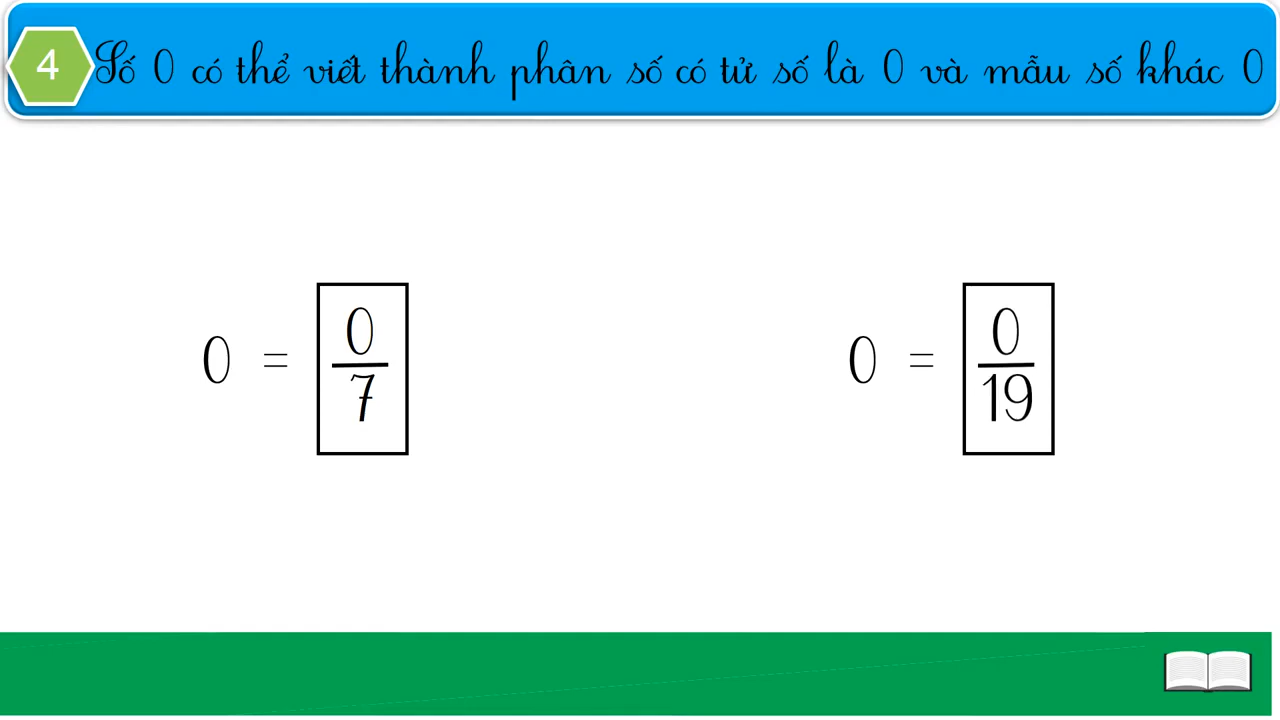 4 Số 0 có thể viết thành phân số có tử số là 0 và mẫu số khác 0
0 = 0/7
0 = 0/19